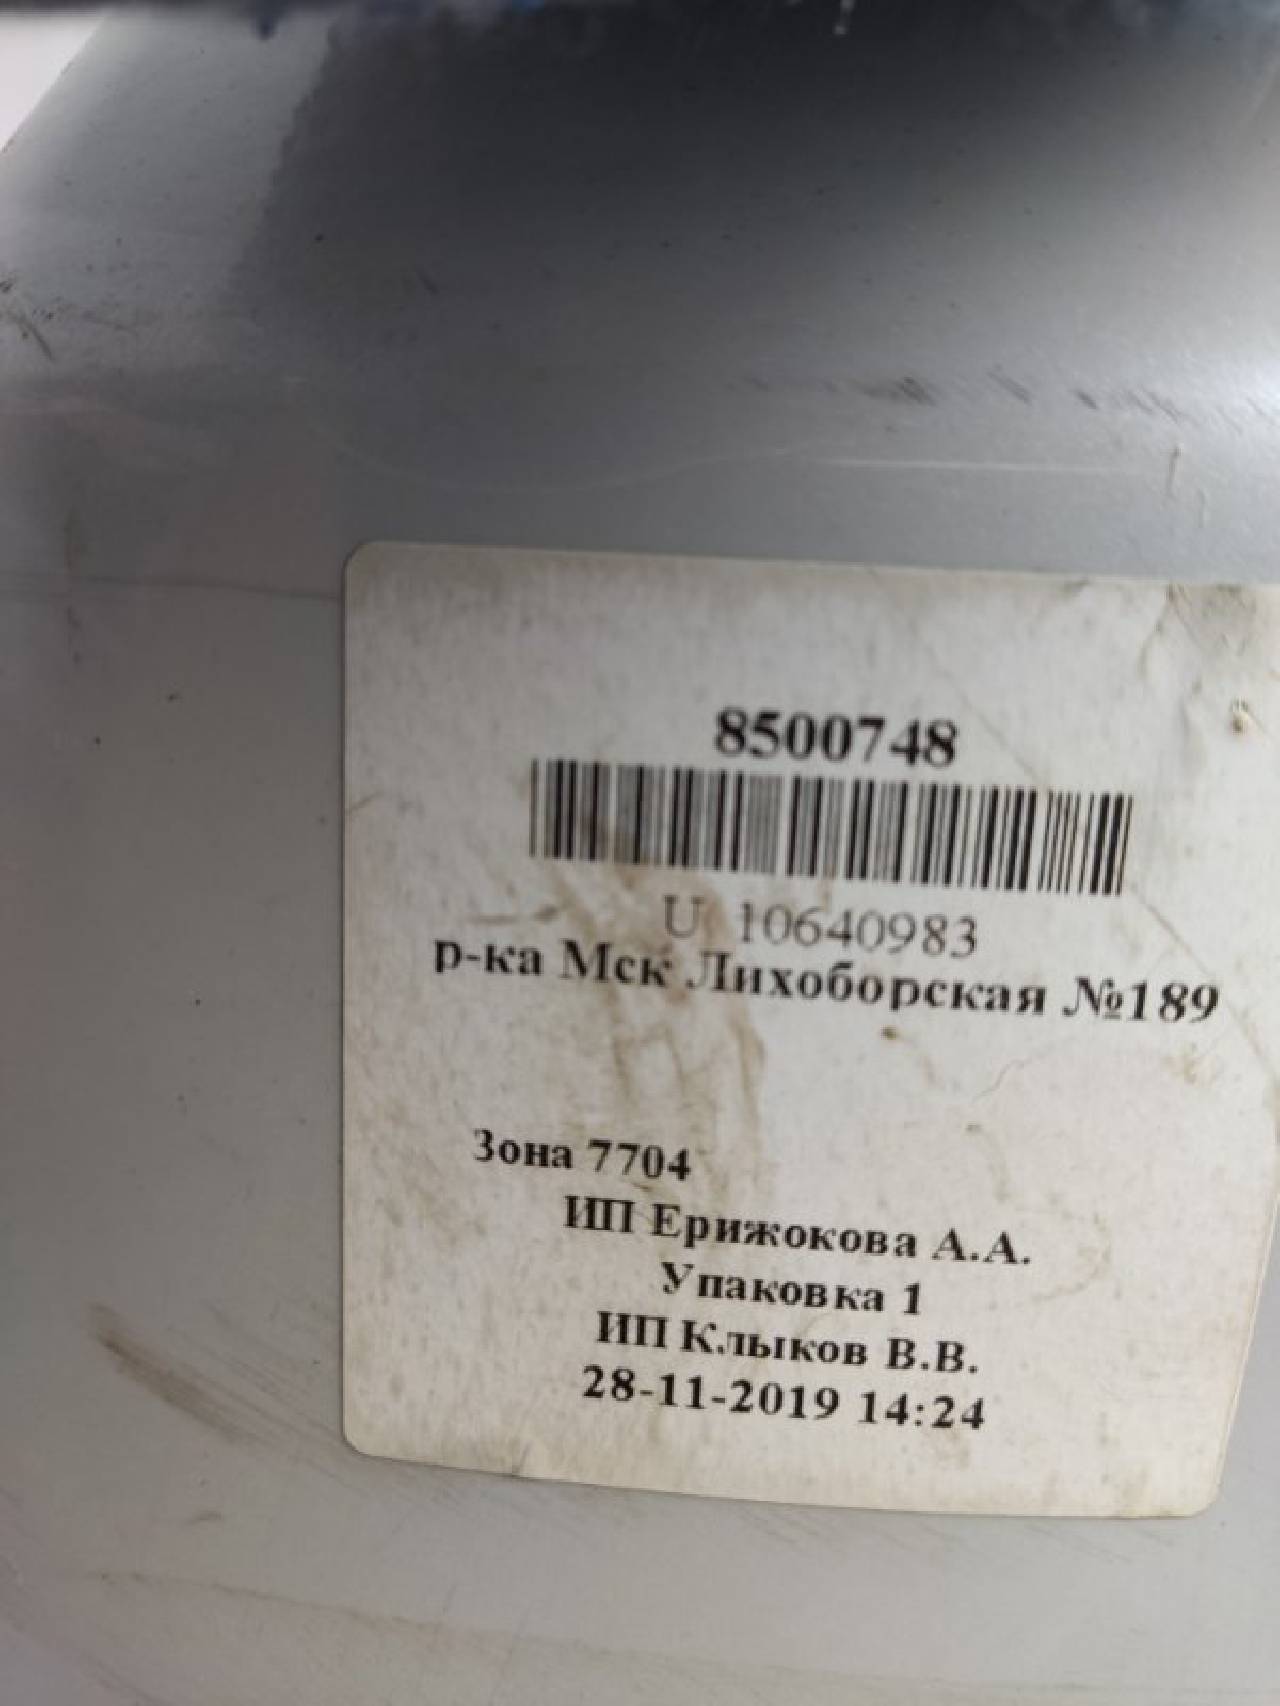 8500748
U 10640983
р-ка Мск Лихоборская №189
Зона 7704
ИП Ерижокова А.А.
Упаковка 1
ИП Клыков В.В.
28-11-2019 14:24